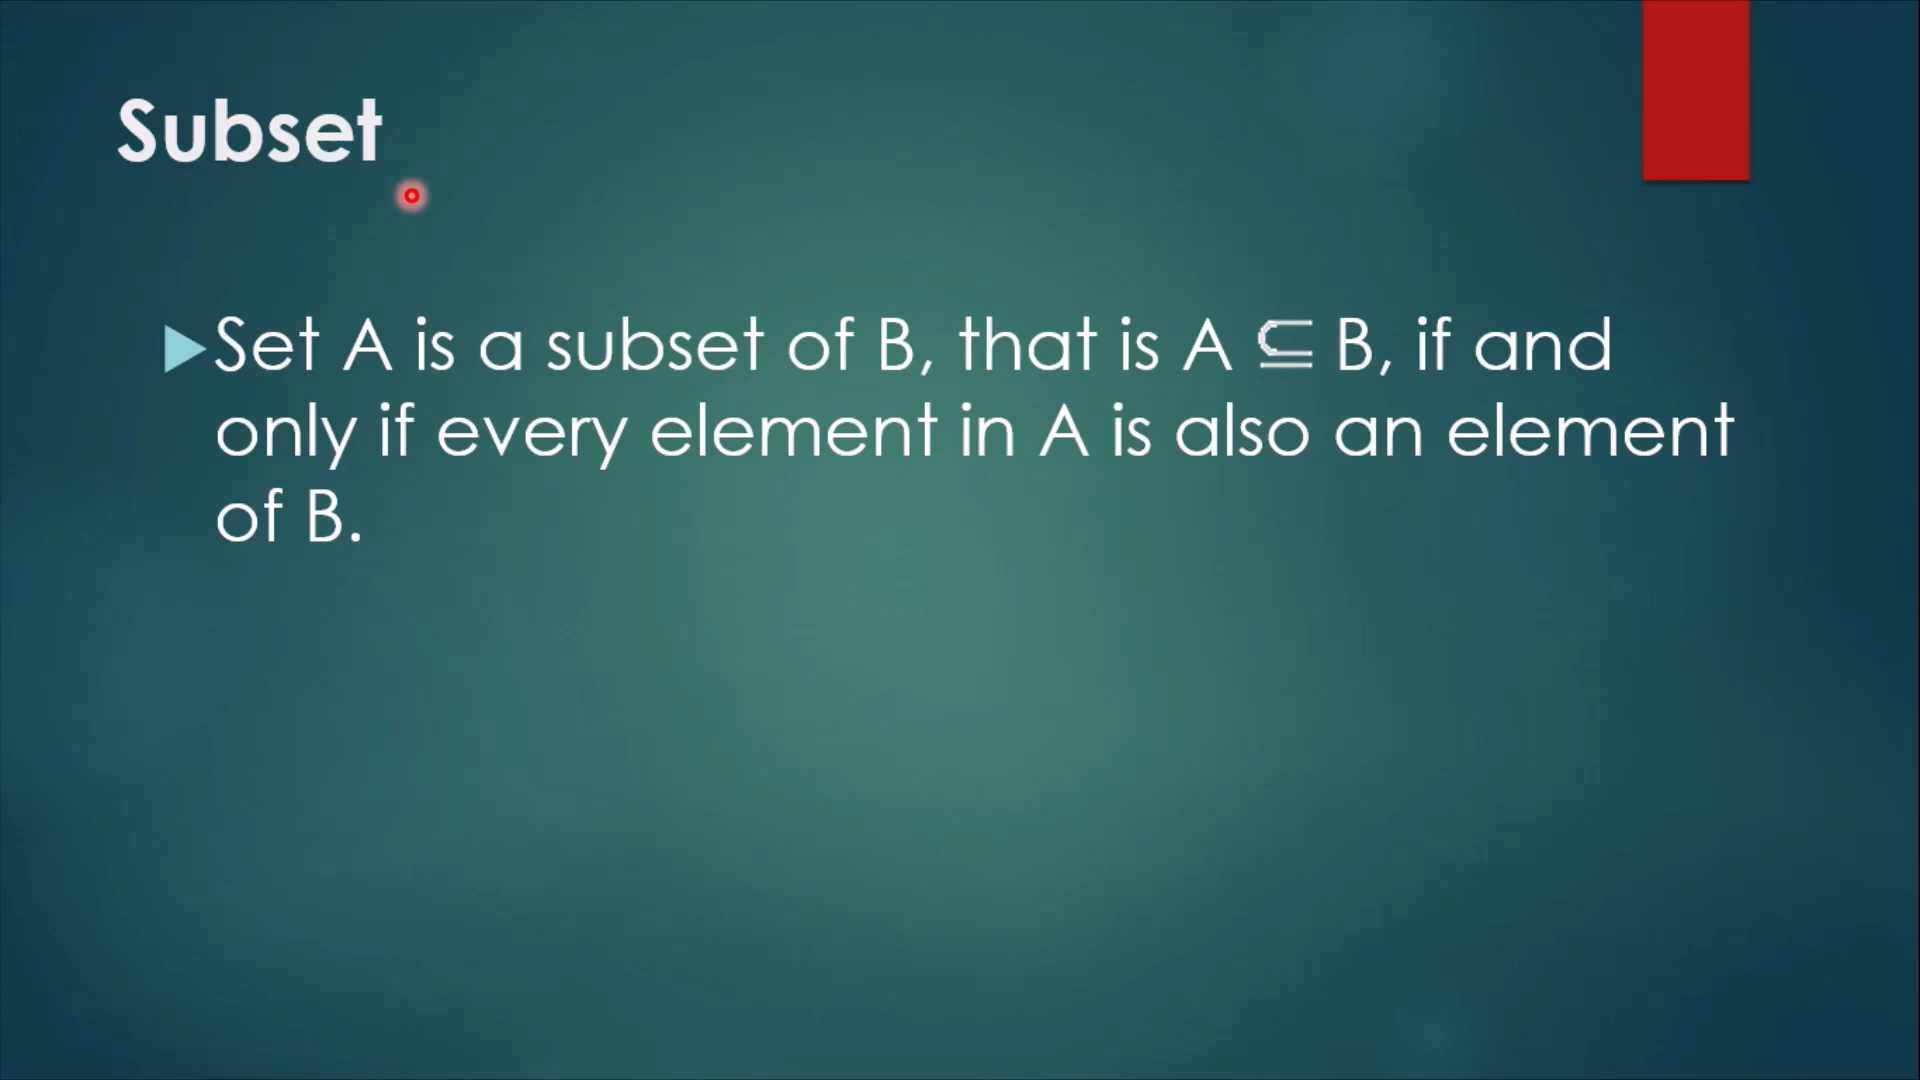 Subset
Set A is a subset of B, that is A ⊆ B, if and
only if every element in A is also an element
of B.